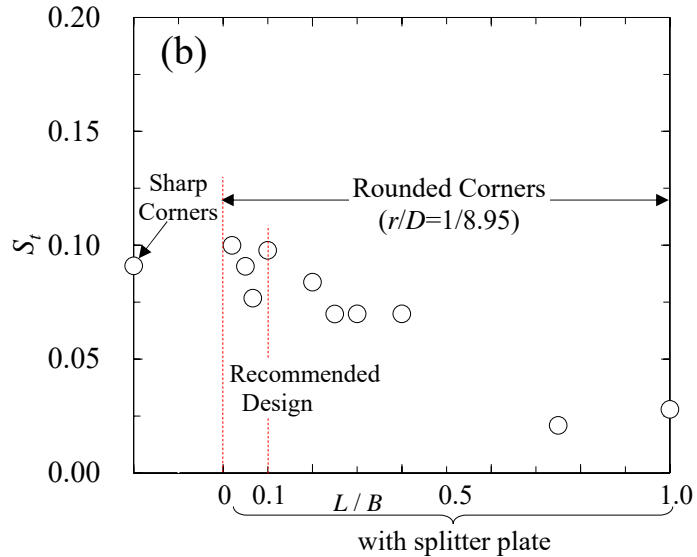 0.20
(b)
0.15
Sharp
Corners
Rounded Corners
(r/D=1/8.95)
0.10
S_t
0.05
Recommended
Design
0.00
0 0.1 L / B 0.5 1.0
with splitter plate